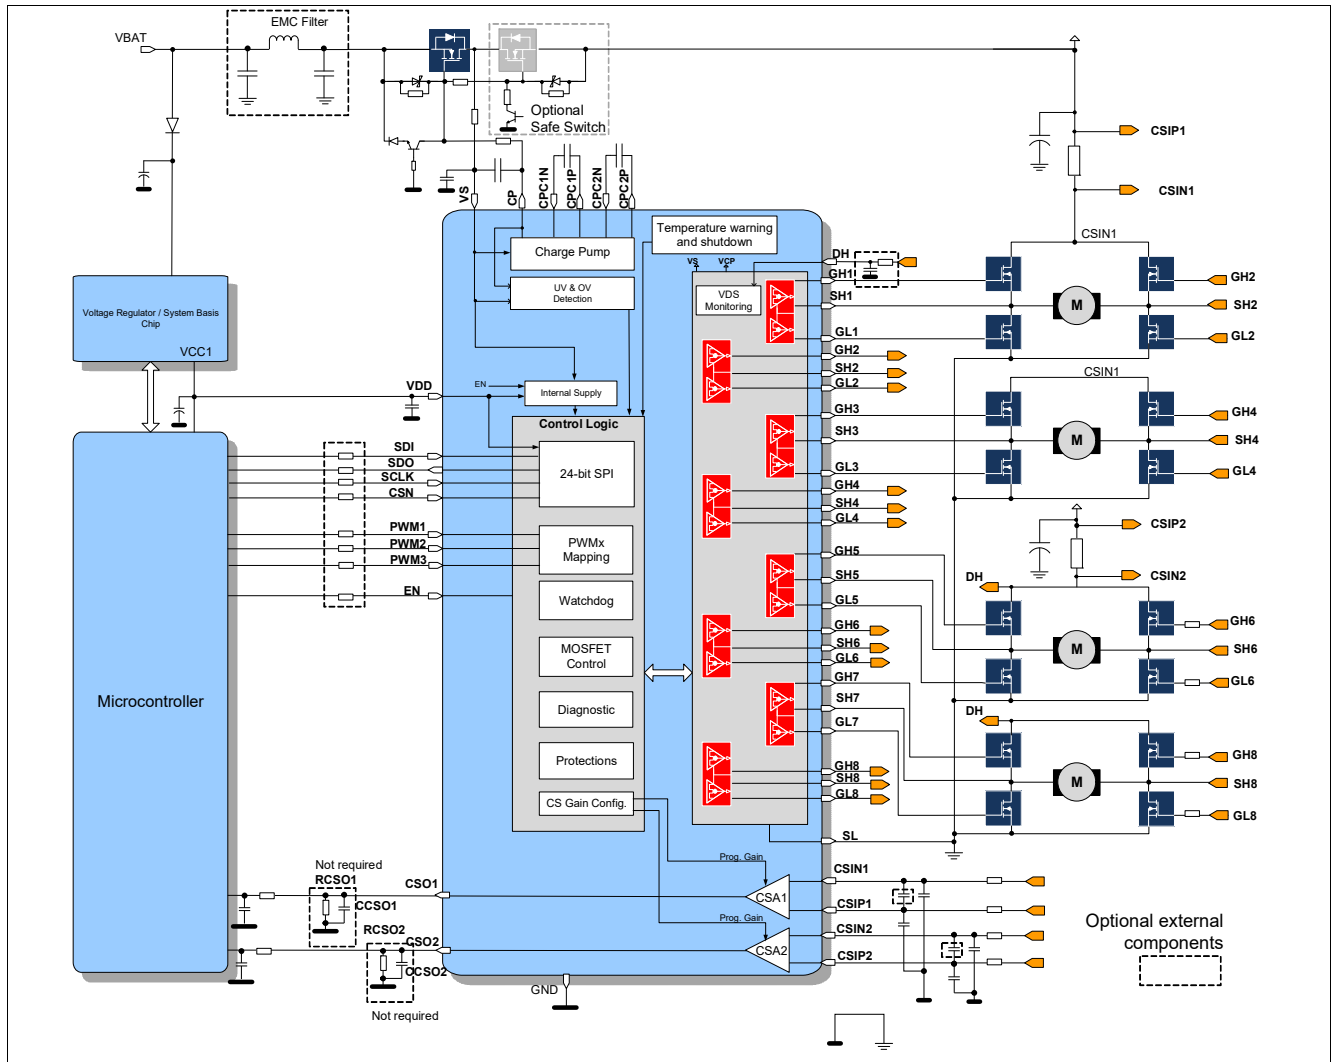 EMC Filter
VBAT
Optional
Safe Switch
CSIP1
CSIN1
VS
CP
CPC1N
CPC1P
CPC2N
CPC2P
Temperature warning
and shutdown
Charge Pump
UV & OV
Detection
VS
VCP
VDS
Monitoring
DH
GH1
SH1
GL1
GH2
SH2
GL2
GH3
SH3
GL3
GH4
SH4
GL4
GH5
SH5
GL5
GH6
SH6
GL6
GH7
SH7
GL7
GH8
SH8
GL8
SL
CSIN1
M
GH2
SH2
GL2
CSIN1
M
GH4
SH4
GL4
CSIP2
CSIN2
DH
M
GH6
SH6
GL6
DH
M
GH8
SH8
GL8
Voltage Regulator / System Basis
Chip
VCC1
VDD
EN
Internal Supply
Control Logic
SDI
SDO
SCLK
CSN
24-bit SPI
PWM1
PWM2
PWM3
PWMx
Mapping
EN
Watchdog
MOSFET
Control
Microcontroller
Diagnostic
Protections
CS Gain Config.
Prog. Gain
Not required
RCSO1
CCSO1
CSO1
CSA1
CSIN1
CSIP1
Prog. Gain
RCSO2
CSO2
CCSO2
CSA2
CSIN2
CSIP2
Not required
GND
Optional external
components